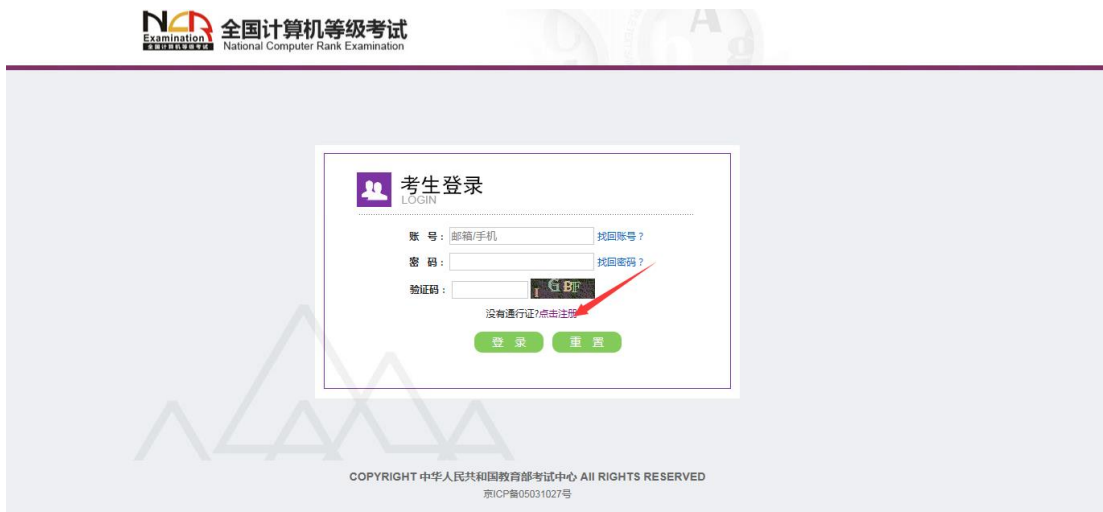 NCR
Examination
全国计算机等级考试
全国计算机等级考试
National Computer Rank Examination
A
g
考生登录
LOGIN
账 号： 邮箱/手机 找回账号？
密 码： 找回密码？
验证码： I G B F
没有通行证?点击注册
登 录 重 置
COPYRIGHT 中华人民共和国教育部考试中心 All RIGHTS RESERVED
京ICP备05031027号